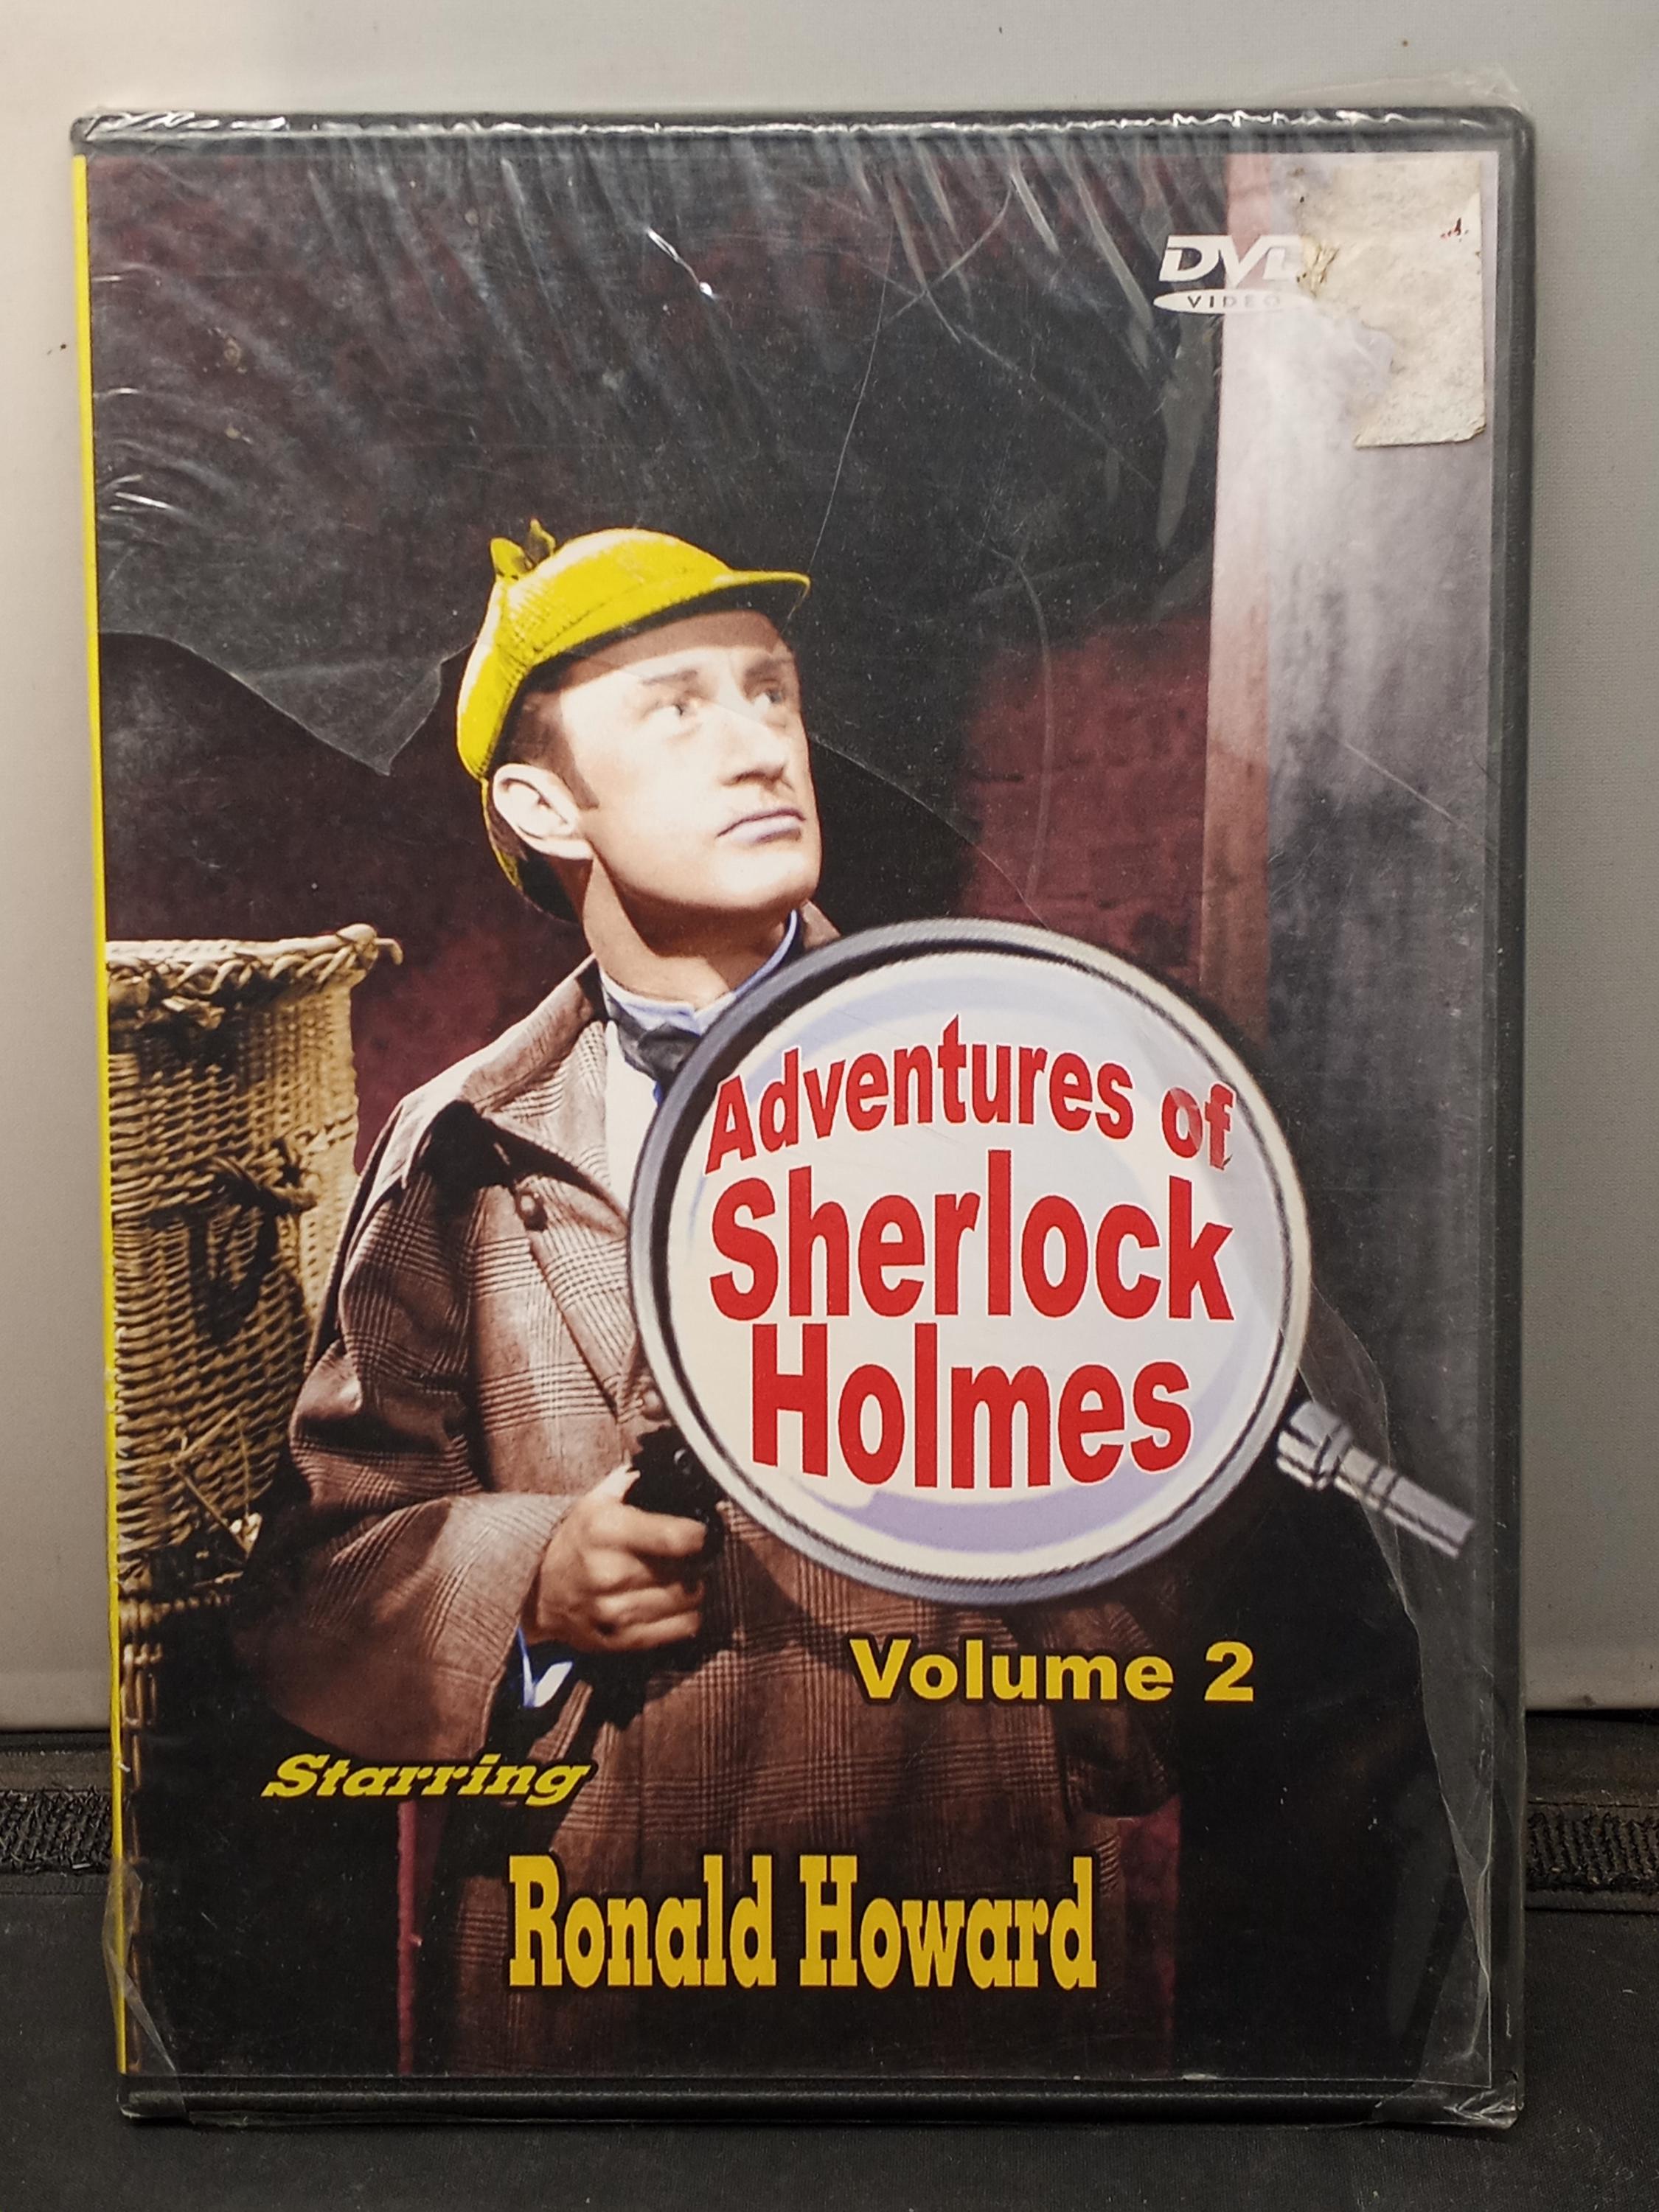 DVD
VIDEO
Adventures of
Sherlock
Holmes
Volume 2
Starring
Ronald Howard